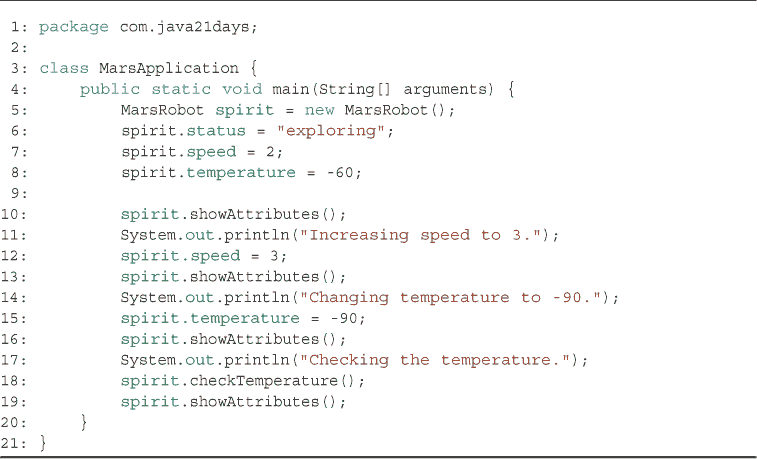 1: package com.java21days;
2:
3: class MarsApplication {
4:     public static void main(String[] arguments) {
5:         MarsRobot spirit = new MarsRobot();
6:         spirit.status = "exploring";
7:         spirit.speed = 2;
8:         spirit.temperature = -60;
9:
10:         spirit.showAttributes();
11:         System.out.println("Increasing speed to 3.");
12:         spirit.speed = 3;
13:         spirit.showAttributes();
14:         System.out.println("Changing temperature to -90.");
15:         spirit.temperature = -90;
16:         spirit.showAttributes();
17:         System.out.println("Checking the temperature.");
18:         spirit.checkTemperature();
19:         spirit.showAttributes();
20:     }
21: }